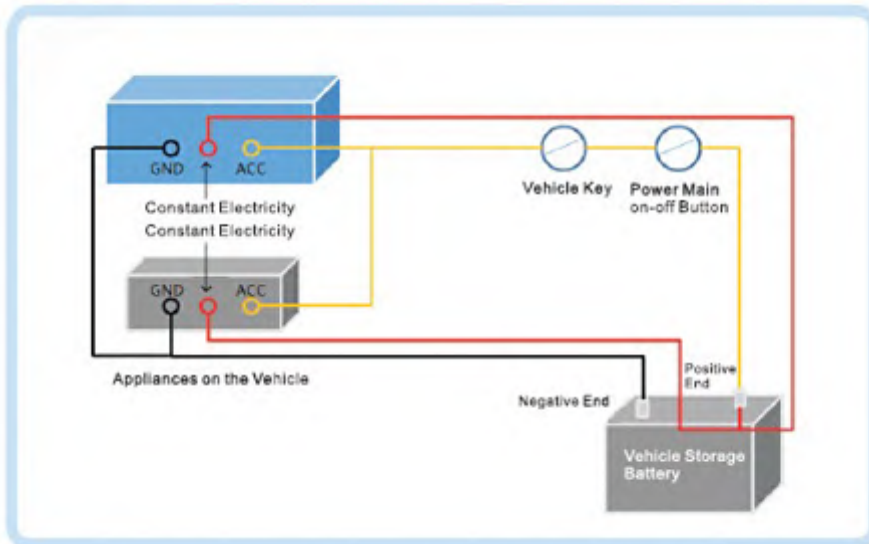 GND
ACC
Vehicle Key
Power Main
on-off Button
Constant Electricity
Constant Electricity
GND
ACC
Appliances on the Vehicle
Positive
End
Negative End
Vehicle Storage
Battery